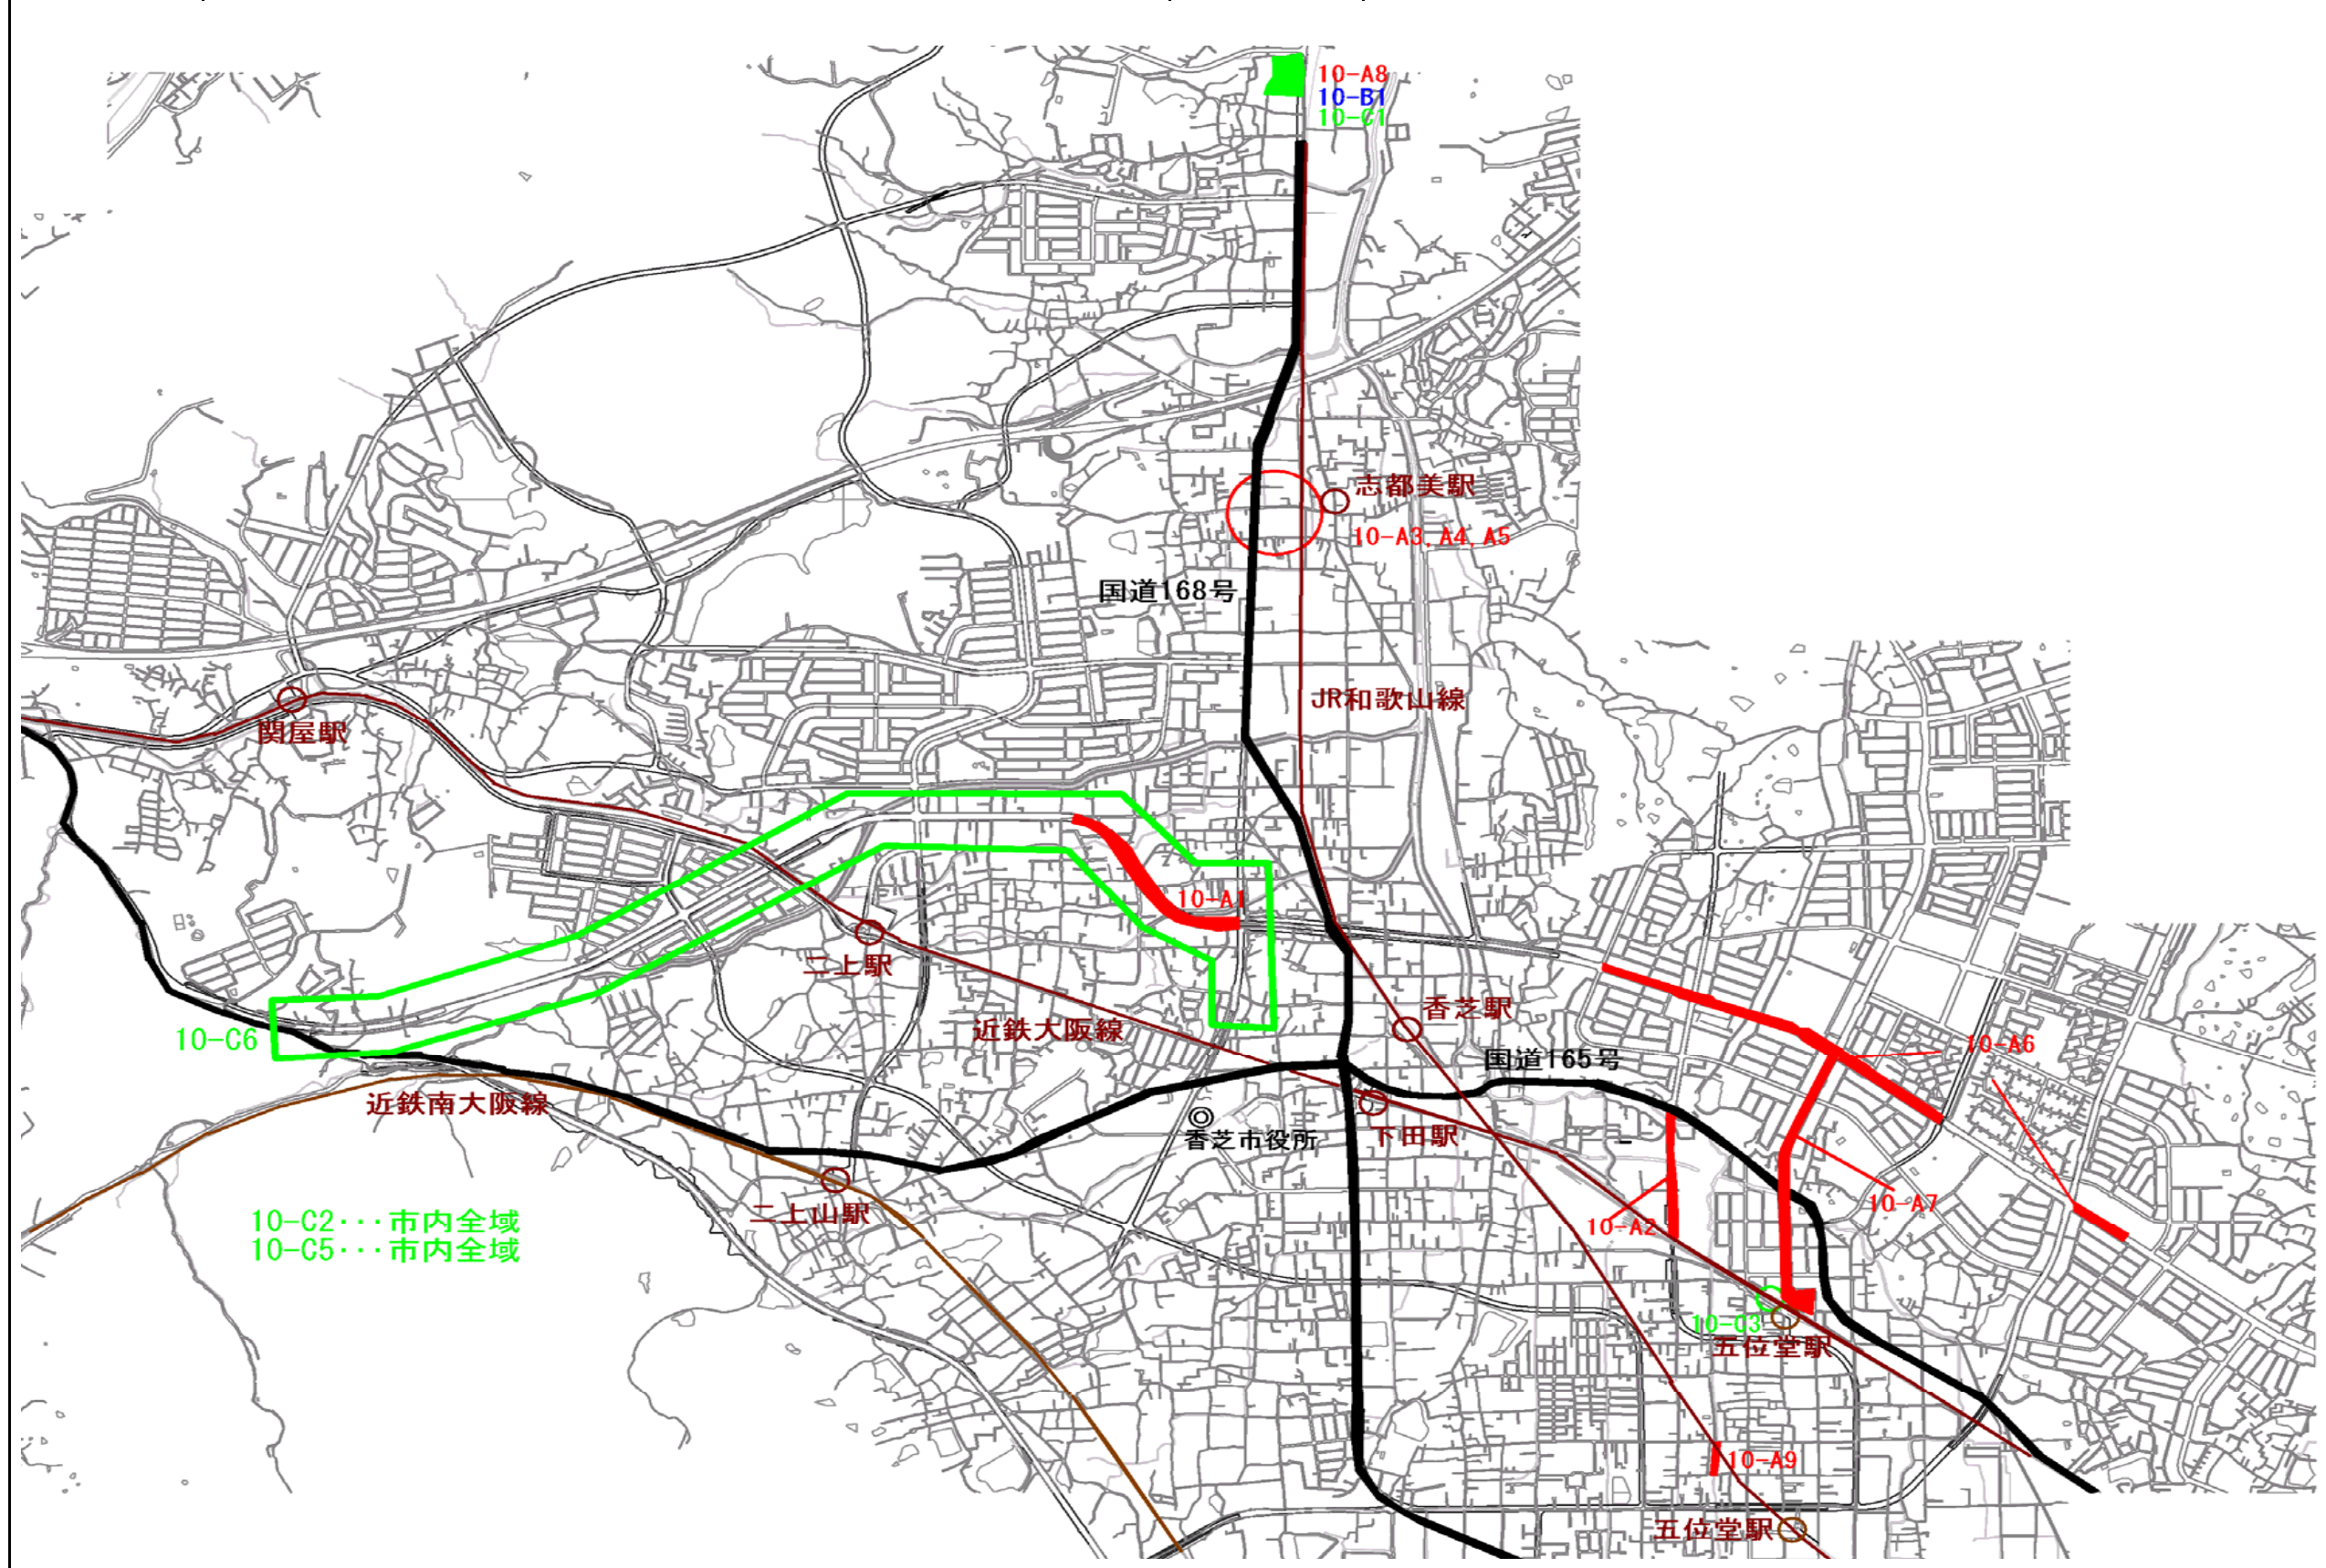 10-A8
10-B1
10-C1
志都美駅
10-A3,A4,A5
国道168号
JR和歌山線
関屋駅
10-A1
二上駅
香芝駅
近鉄大阪線
10-C6
国道165号
10-A6
近鉄南大阪線
香芝市役所
下田駅
10-A7
二上山駅
10-A2
10-C2・・・市内全域
10-C5・・・市内全域
10-C3
五位堂駅
10-A9
五位堂駅